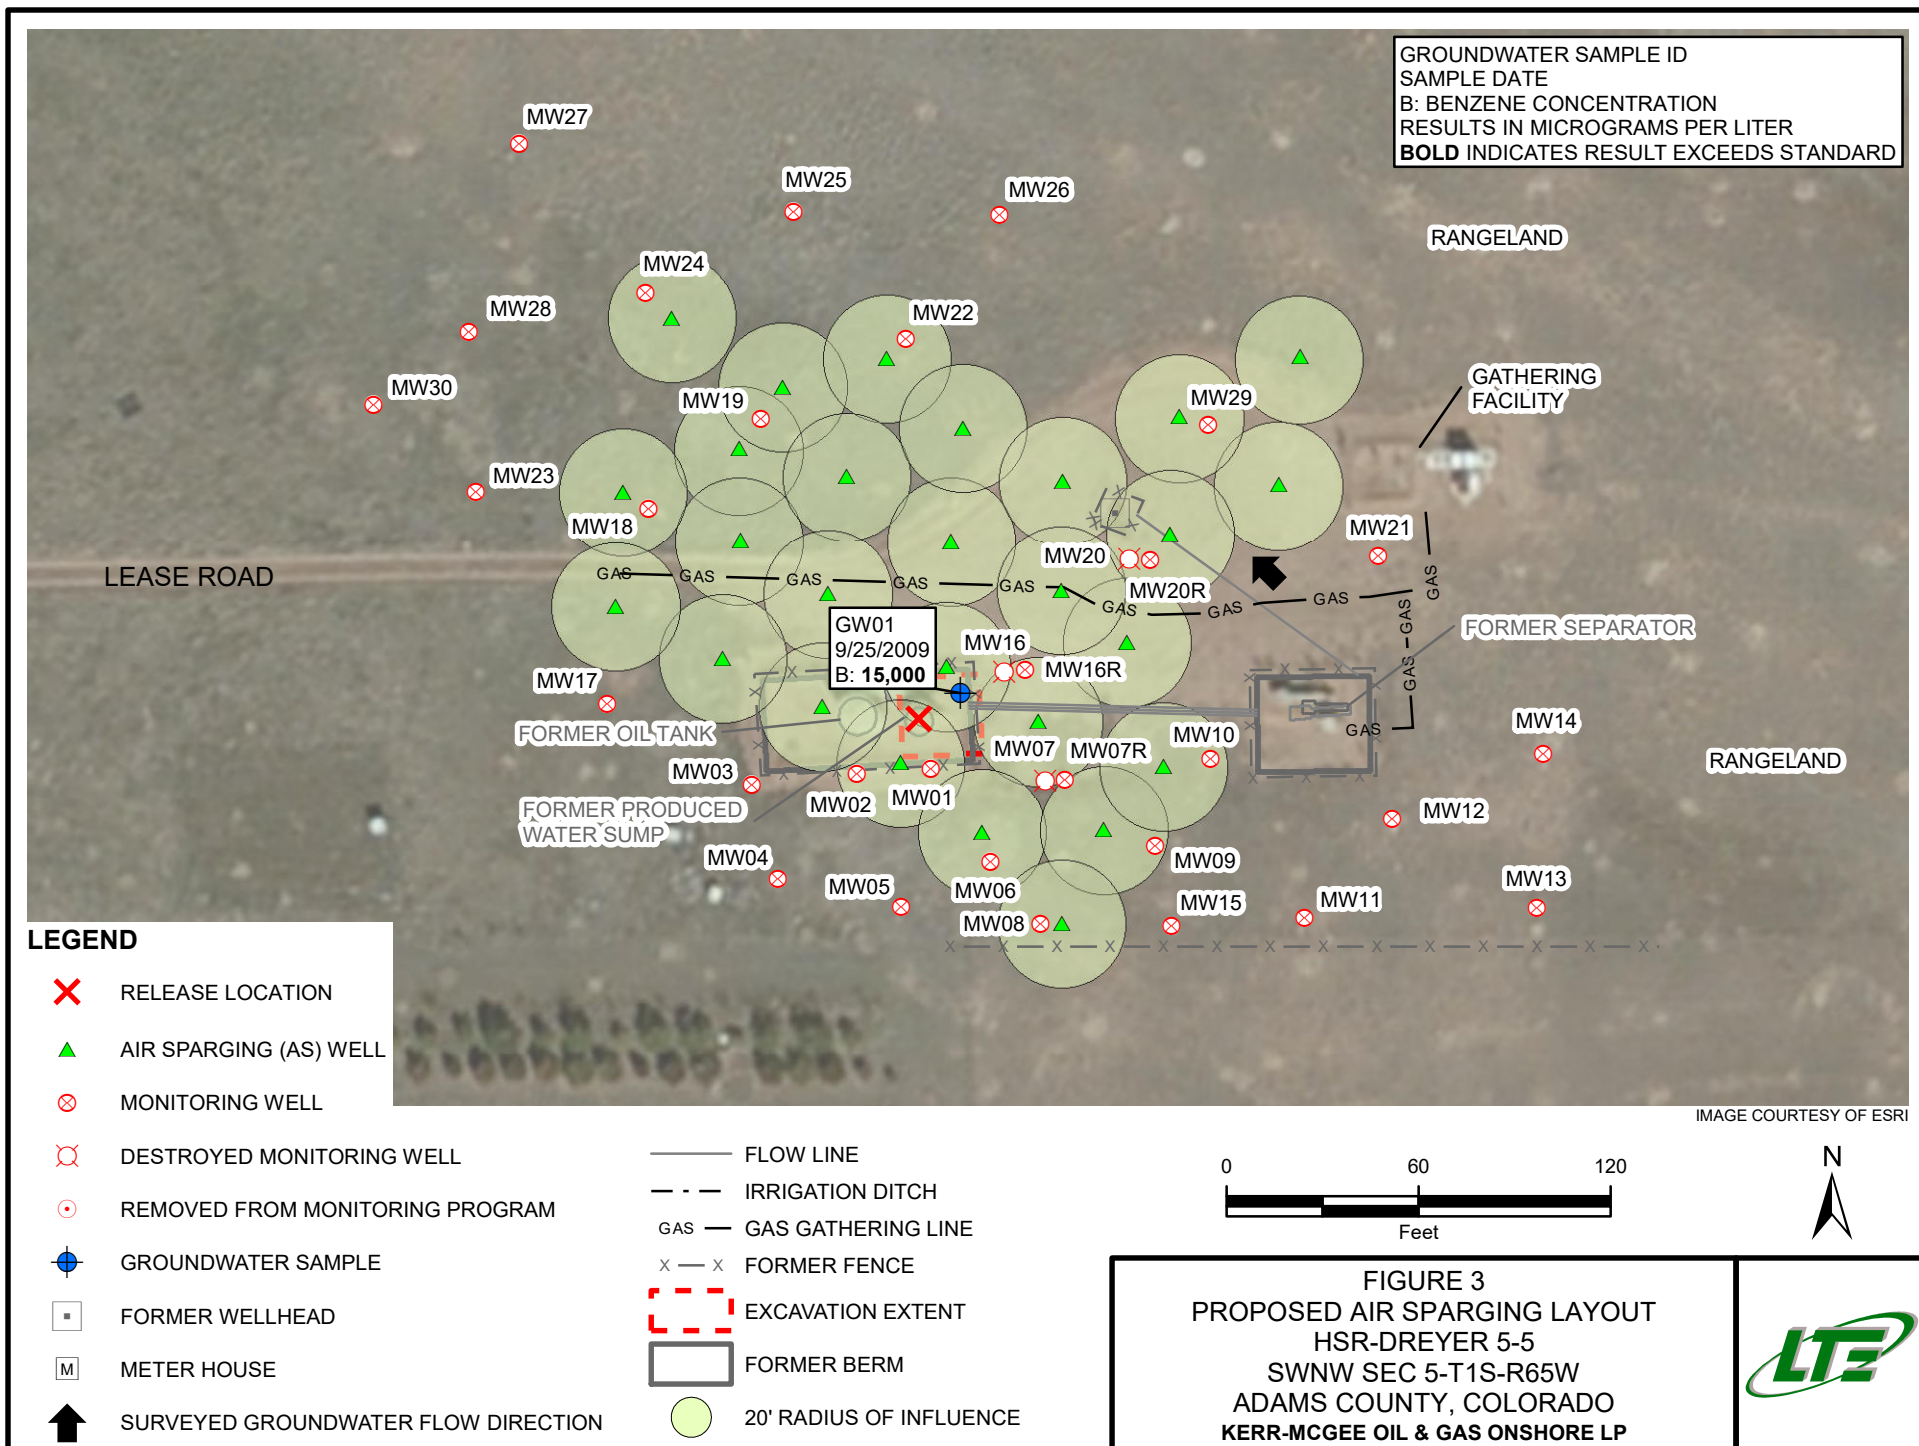 GROUNDWATER SAMPLE ID
SAMPLE DATE
B: BENZENE CONCENTRATION
RESULTS IN MICROGRAMS PER LITER
BOLD INDICATES RESULT EXCEEDS STANDARD
MW27
MW25
MW26
RANGELAND
MW24
MW28
MW22
GATHERING
FACILITY
MW30
MW19
MW29
MW23
MW18
MW20
MW21
LEASE ROAD
GAS
GAS
GAS
GAS
GAS
GAS
GAS
GAS
GAS
GAS
GAS
GAS
MW20R
GW01
9/25/2009
B: 15,000
MW16
MW16R
FORMER SEPARATOR
MW17
FORMER OIL TANK
MW07
MW07R
MW10
MW14
RANGELAND
MW03
MW02
MW01
FORMER PRODUCED
WATER SUMP
MW12
MW04
MW09
MW05
MW06
MW13
MW08
MW15
MW11
X X X X X X X X X X X X X X
LEGEND
RELEASE LOCATION
AIR SPARGING (AS) WELL
MONITORING WELL
DESTROYED MONITORING WELL
REMOVED FROM MONITORING PROGRAM
GROUNDWATER SAMPLE
FORMER WELLHEAD
M METER HOUSE
SURVEYED GROUNDWATER FLOW DIRECTION
FLOW LINE
IRRIGATION DITCH
GAS GAS GATHERING LINE
X X FORMER FENCE
EXCAVATION EXTENT
FORMER BERM
20' RADIUS OF INFLUENCE
IMAGE COURTESY OF ESRI
0 60 120
Feet
N
FIGURE 3
PROPOSED AIR SPARGING LAYOUT
HSR-DREYER 5-5
SWNW SEC 5-T1S-R65W
ADAMS COUNTY, COLORADO
KERR-MCGEE OIL & GAS ONSHORE LP
LTE